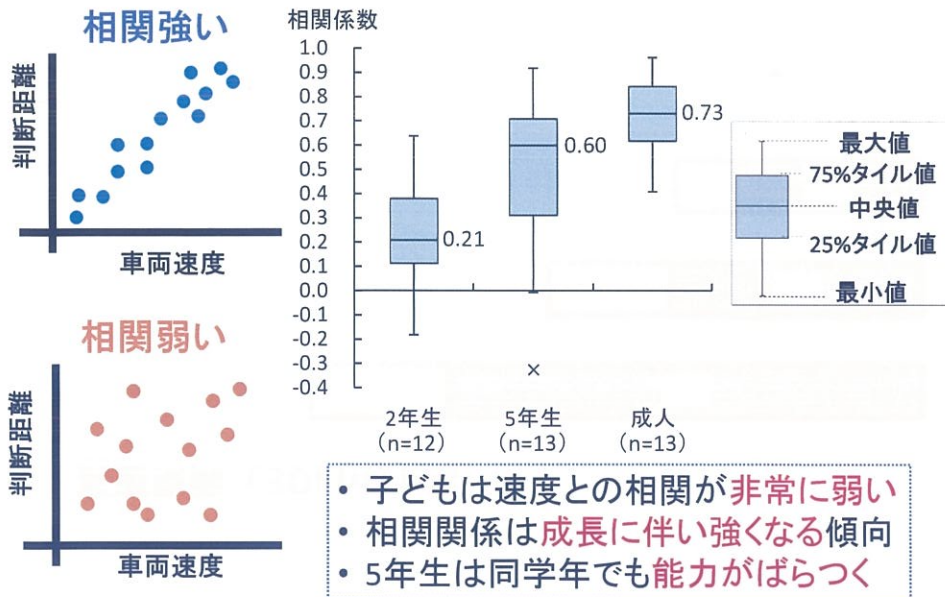 相関強い
判断距離
車両速度
相関弱い
判断距離
車両速度
相関係数
1.0
0.9
0.8
0.7
0.6
0.5
0.4
0.3
0.2
0.1
0.0
-0.1
-0.2
-0.3
-0.4
0.21
0.60
0.73
×
2年生
(n=12)
5年生
(n=13)
成人
(n=13)
最大値
75%タイル値
中央値
25%タイル値
最小値
• 子どもは速度との相関が非常に弱い
• 相関関係は成長に伴い強くなる傾向
• 5年生は同学年でも能力がばらつく